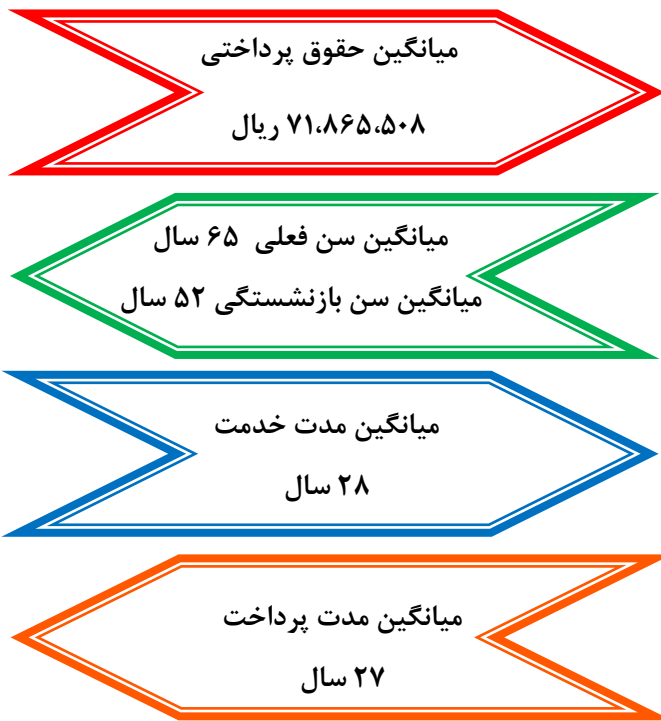 میانگین حقوق پرداختی
۷۱،۸۶۵،۵۰۸ ریال
میانگین سن فعلی ۶۵ سال
میانگین سن بازنشستگی ۵۲ سال
میانگین مدت خدمت
۲۸ سال
میانگین مدت پرداخت
۲۷ سال